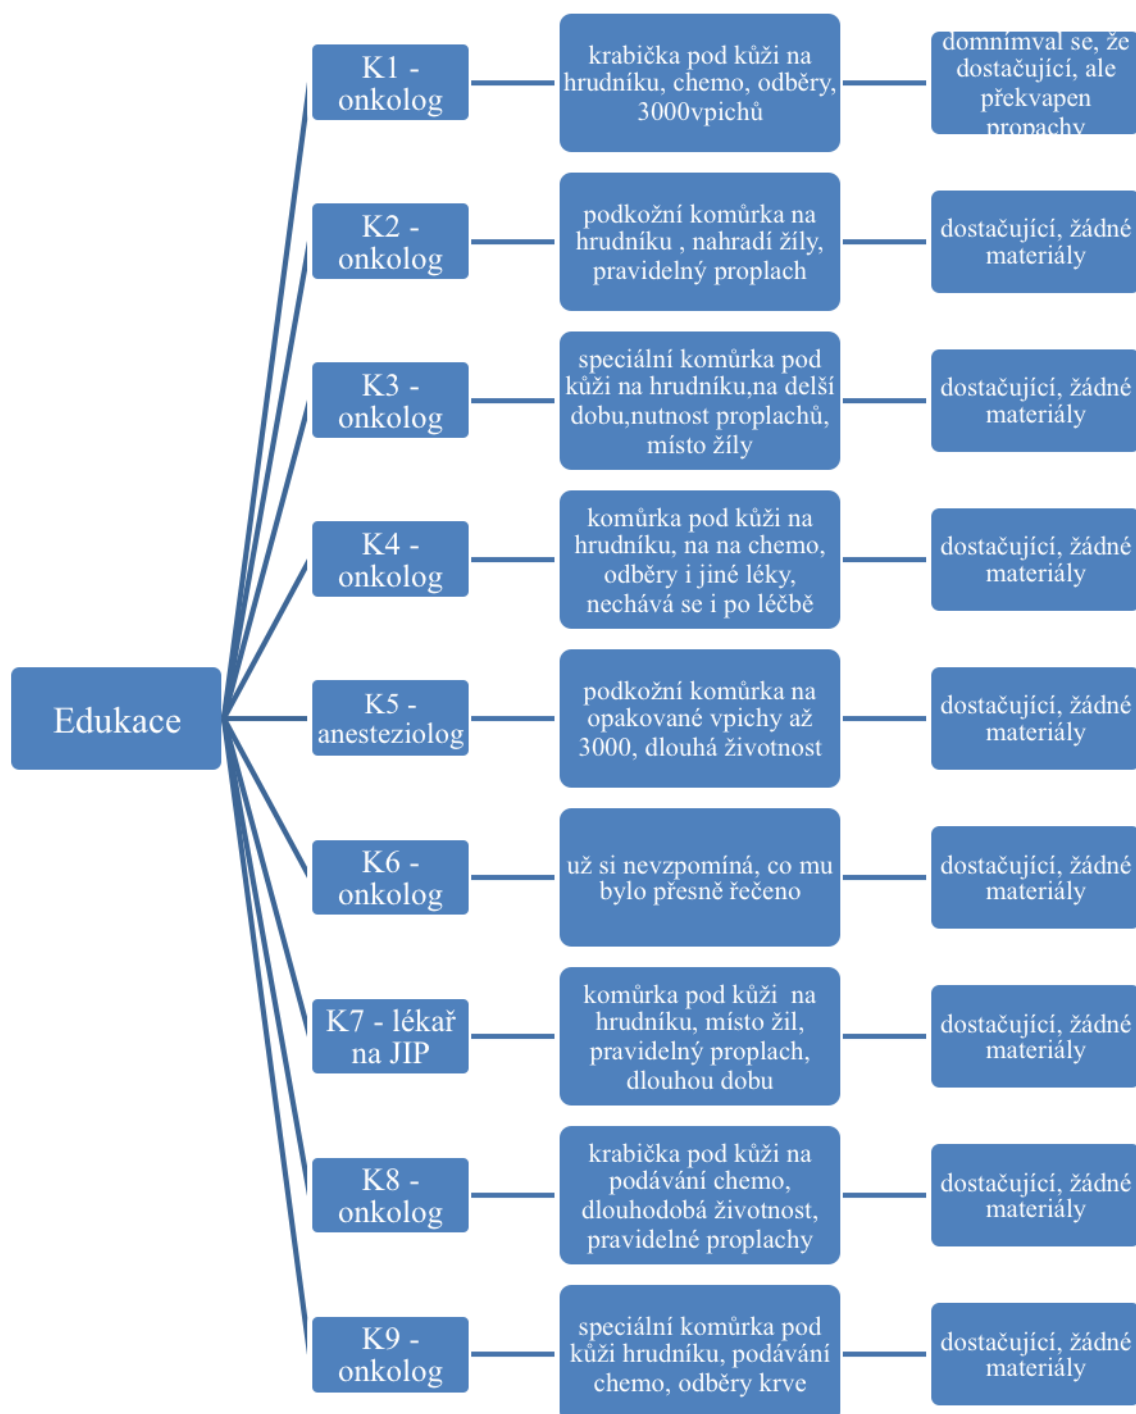 Edukace
K1 -
onkolog
krabička pod kůži na
hrudníku, chemo, odběry,
3000vpichů
domnímval se, že
dostačující, ale
překvapen
propachy
K2 -
onkolog
podkožní komůrka na
hrudníku , nahradí žíly,
pravidelný proplach
dostačující, žádné
materiály
K3 -
onkolog
speciální komůrka pod
kůži na hrudníku,na delší
dobu,nutnost proplachů,
místo žíly
dostačující, žádné
materiály
K4 -
onkolog
komůrka pod kůži na
hrudníku, na na chemo,
odběry i jiné léky,
nechává se i po léčbě
dostačující, žádné
materiály
K5 -
anesteziolog
podkožní komůrka na
opakované vpichy až
3000, dlouhá životnost
dostačující, žádné
materiály
K6 -
onkolog
už si nevzpomíná, co mu
bylo přesně řečeno
dostačující, žádné
materiály
K7 - lékař
na JIP
komůrka pod kůži  na
hrudníku, místo žil,
pravidelný proplach,
dlouhou dobu
dostačující, žádné
materiály
K8 -
onkolog
krabička pod kůži na
podávání chemo,
dlouhodobá životnost,
pravidelné proplachy
dostačující, žádné
materiály
K9 -
onkolog
speciální komůrka pod
kůži hrudníku, podávání
chemo, odběry krve
dostačující, žádné
materiály